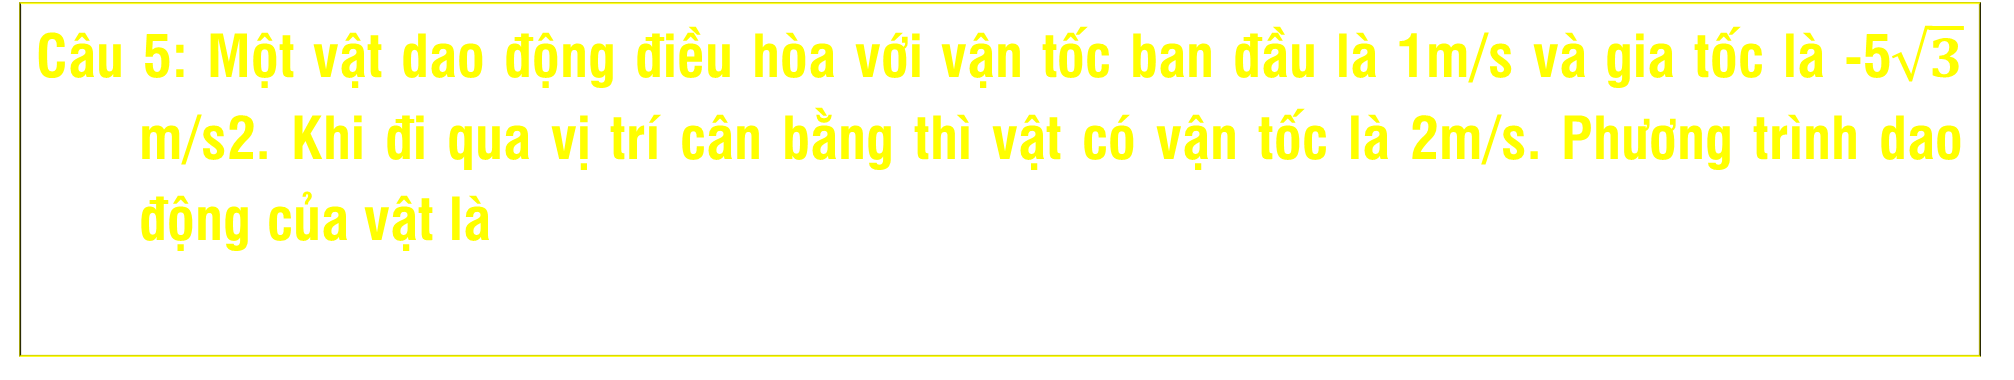 Câu 5: Một vật dao động điều hòa với vận tốc ban đầu là 1m/s và gia tốc là -5√3
m/s2. Khi đi qua vị trí cân bằng thì vật có vận tốc là 2m/s. Phương trình dao
động của vật là